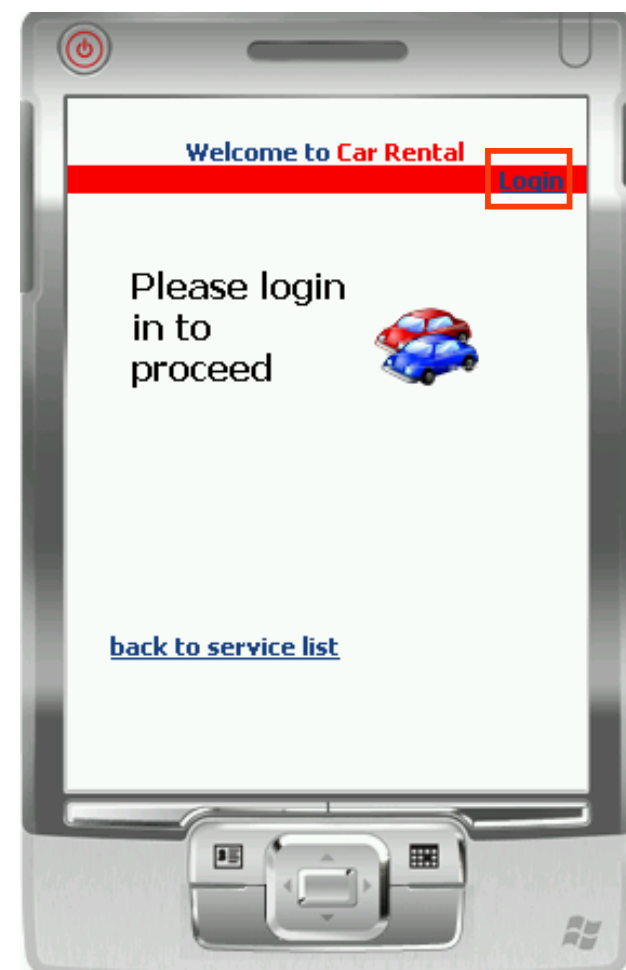 Welcome to Car Rental
Login
Please login
in to
proceed
back to service list